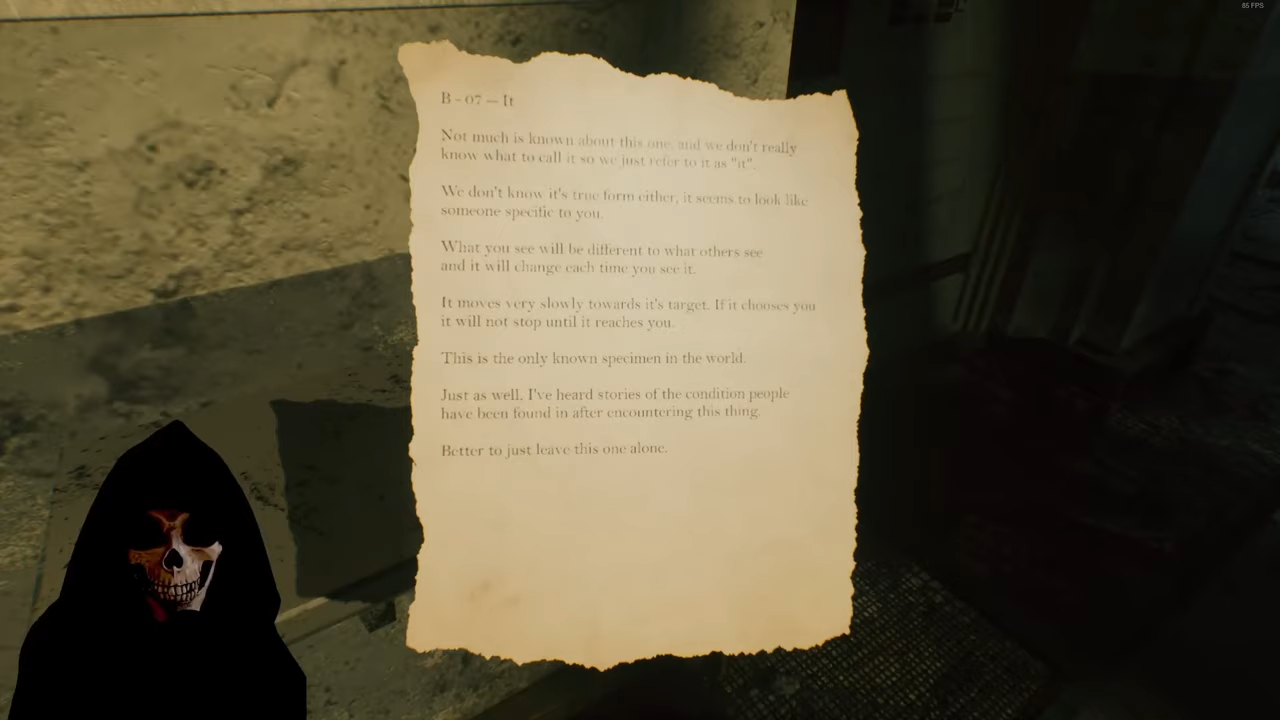 85 FPS
B - 07 — It
Not much is known about this one, and we don't really
know what to call it so we just refer to it as "it".
We don't know it's true form either, it seems to look like
someone specific to you.
What you see will be different to what others see
and it will change each time you see it.
It moves very slowly towards it's target. If it chooses you
it will not stop until it reaches you.
This is the only known specimen in the world.
Just as well. I've heard stories of the condition people
have been found in after encountering this thing.
Better to just leave this one alone.